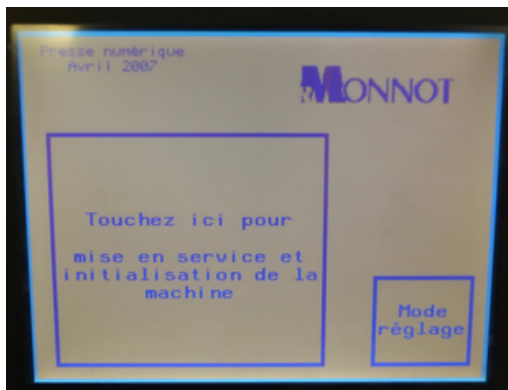 Presse numérique
Avril 2007
MONNOT
Touchez ici pour
mise en service et
initialisation de la
machine
Mode
réglage